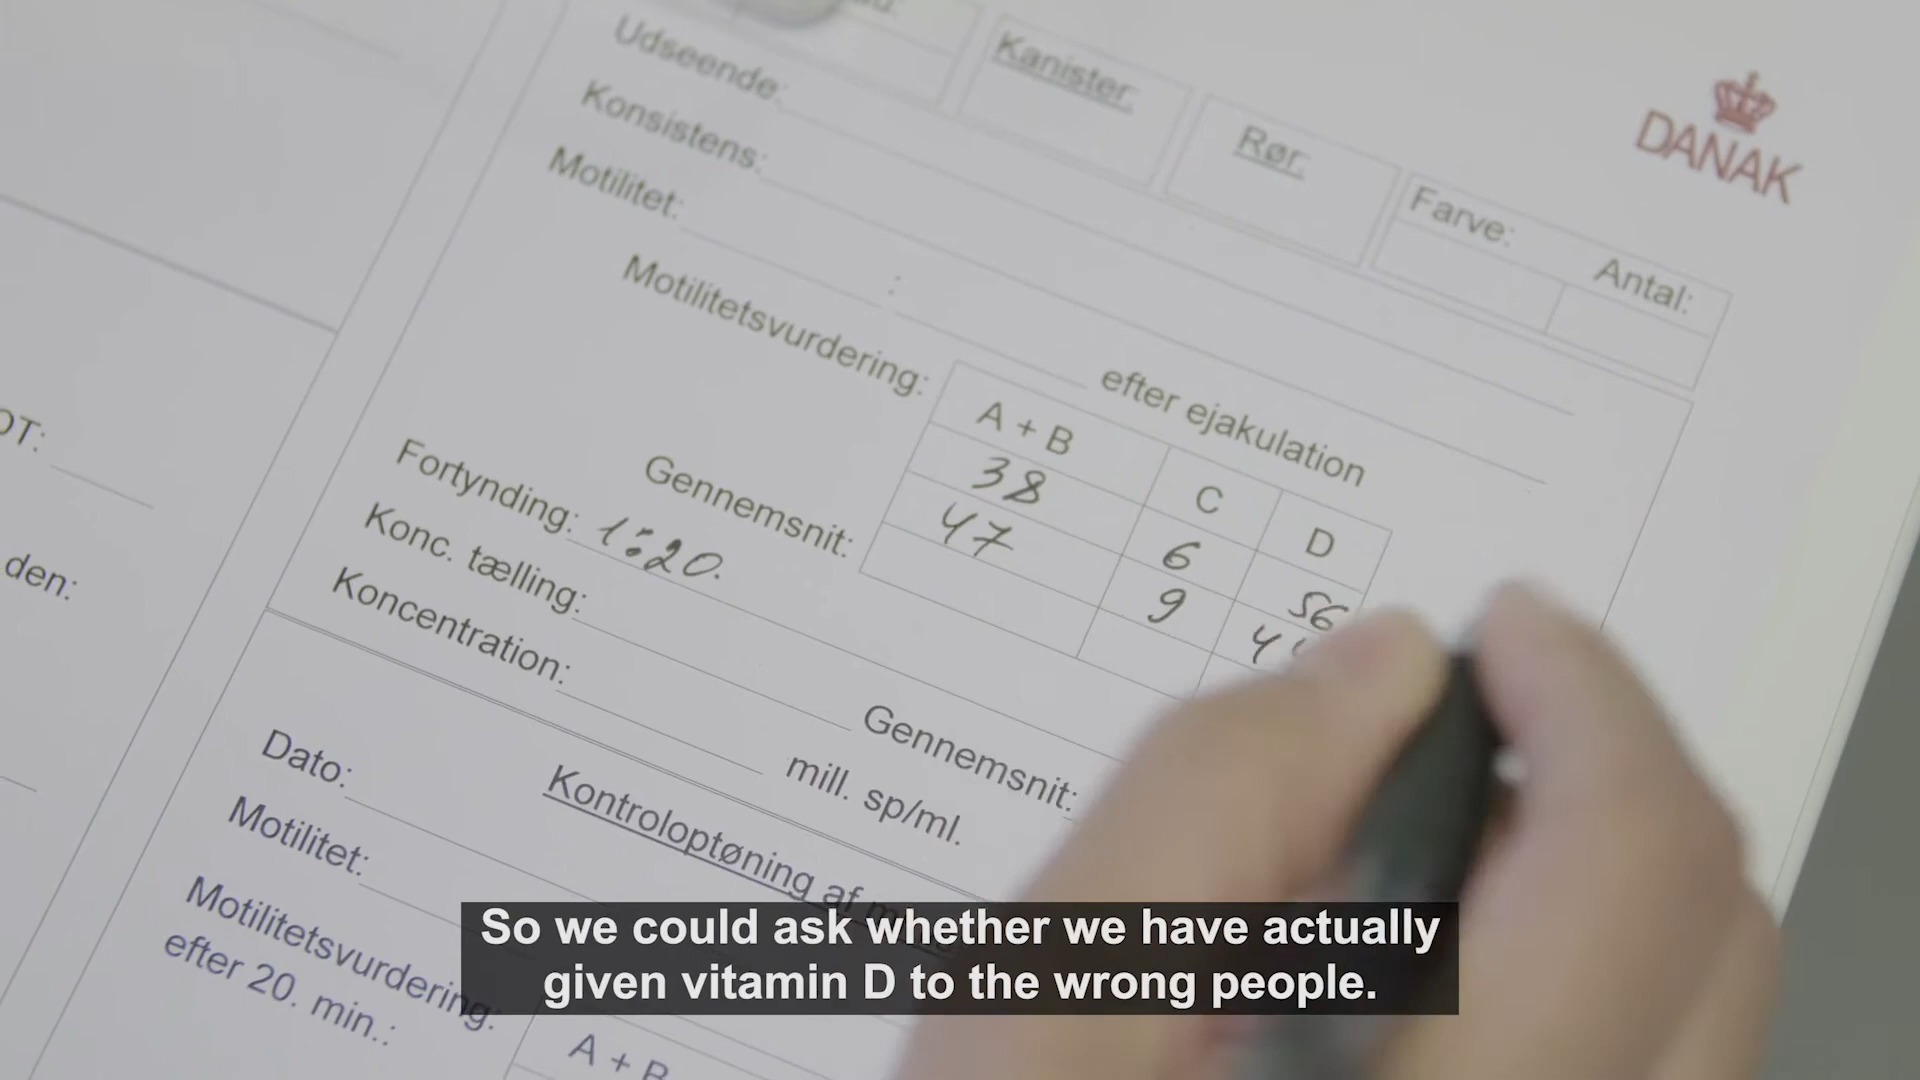 Udseende:
Kanister:
Rør:
DANAK
Konsistens:
Farve:
Antal:
Motilitet:
efter ejakulation
Motilitetsvurdering:
A + B
C
D
38
6
56
47
9
Gennemsnit:
Fortynding: 1:20.
Konc. tælling:
Gennemsnit:
Koncentration:
mill. sp/ml.
den:
Dato:
Kontroloptøning af
Motilitet:
Motilitetsvurdering:
efter 20. min.:
A + B
So we could ask whether we have actually
given vitamin D to the wrong people.